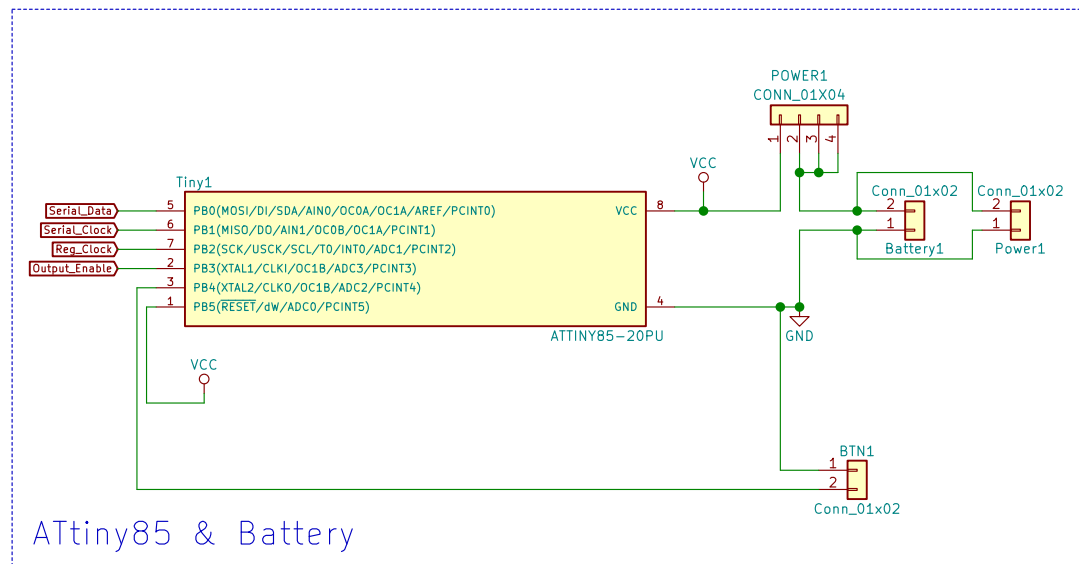 POWER1
CONN_01X04
1
2
3
4
VCC
Tiny1
Conn_01x02
Conn_01x02
Serial_Data
5
PB0(MOSI/DI/SDA/AIN0/OC0A/OC1A/AREF/PCINT0)
VCC
8
2
2
Serial_Clock
6
PB1(MISO/DO/AIN1/OC0B/OC1A/PCINT1)
1
1
Reg_Clock
7
PB2(SCK/USCK/SCL/T0/INT0/ADC1/PCINT2)
Battery1
Power1
Output_Enable
2
PB3(XTAL1/CLKI/OC1B/ADC3/PCINT3)
3
PB4(XTAL2/CLKO/OC1B/ADC2/PCINT4)
1
PB5(RESET/dW/ADC0/PCINT5)
GND
4
ATTINY85-20PU
GND
VCC
BTN1
1
2
Conn_01x02
ATtiny85 & Battery